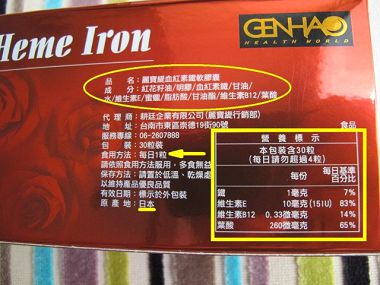 Heme Iron
GENHAO
HEALTH WORLD
品 名：麗寶緹血紅素鐵軟膠囊
成 分：紅花籽油/明膠/血紅素鐵/甘油/
水/維生素E/蜜蠟/脂肪酸/甘油酯/維生素B12/葉酸
代 理 商：耕廷企業有限公司(麗寶緹行銷部)
地 址：台南市東區崇德19街90號
服務專線：06-2607888
包 裝：30粒裝
食用方法：每日1粒
請依照食用方法服用，多食無益
保存方法：請置於低溫、乾燥處
以維持產品優良品質
有效日期：標示於外包裝
原 產 地：日本
食品
營 養 標 示
本包裝含30粒
(每日請勿超過4粒)
每份 每日基準百分比
鐵 1毫克 7%
維生素E 10毫克(15IU) 83%
維生素B12 0.33微毫克 14%
葉酸 260微毫克 65%